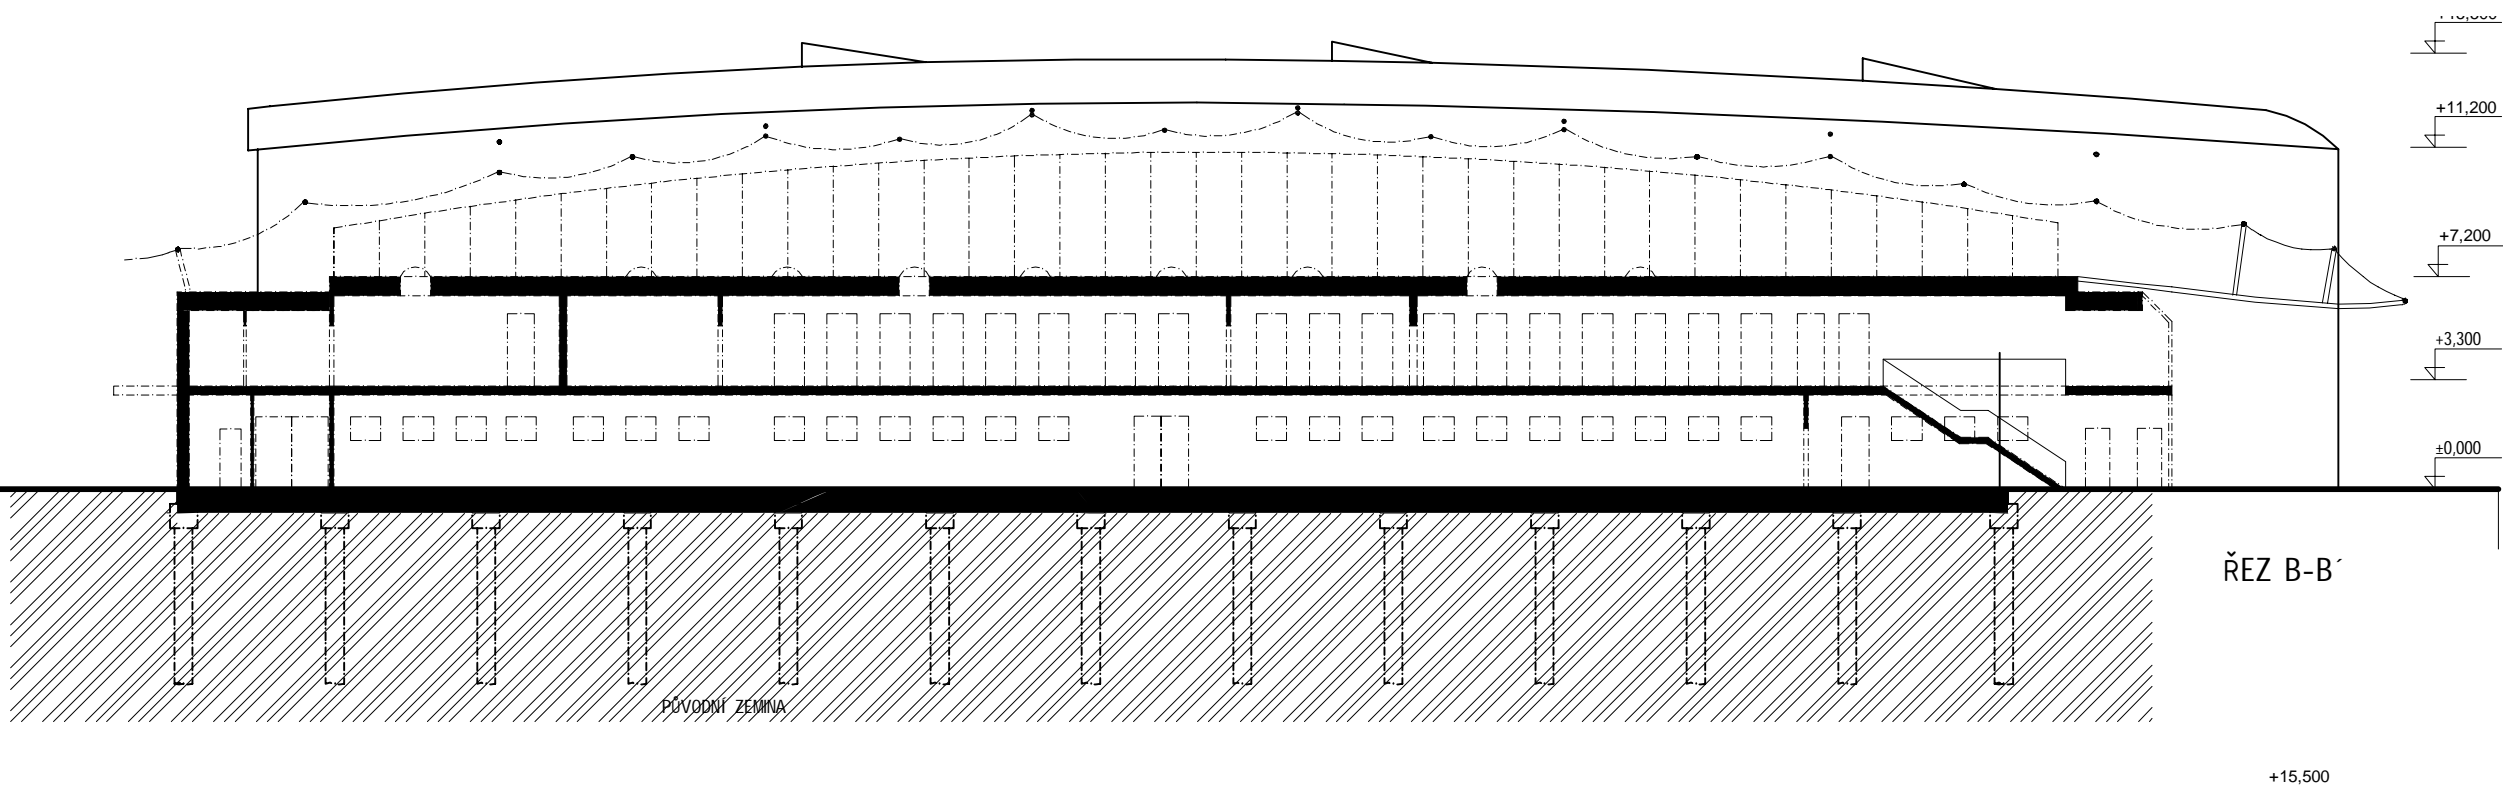 +11,200
+7,200
+3,300
±0,000
ŘEZ B-B´
PŮVODNÍ ZEMINA
+15,500